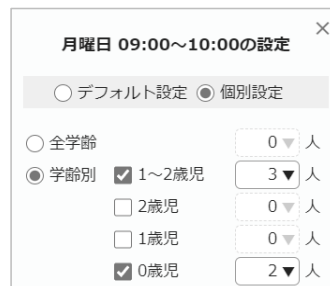 ×
月曜日 09:00～10:00の設定
デフォルト設定 個別設定
全学齢 0▼ 人
学齢別 1～2歳児 3▼ 人
2歳児 0▼ 人
1歳児 0▼ 人
0歳児 2▼ 人